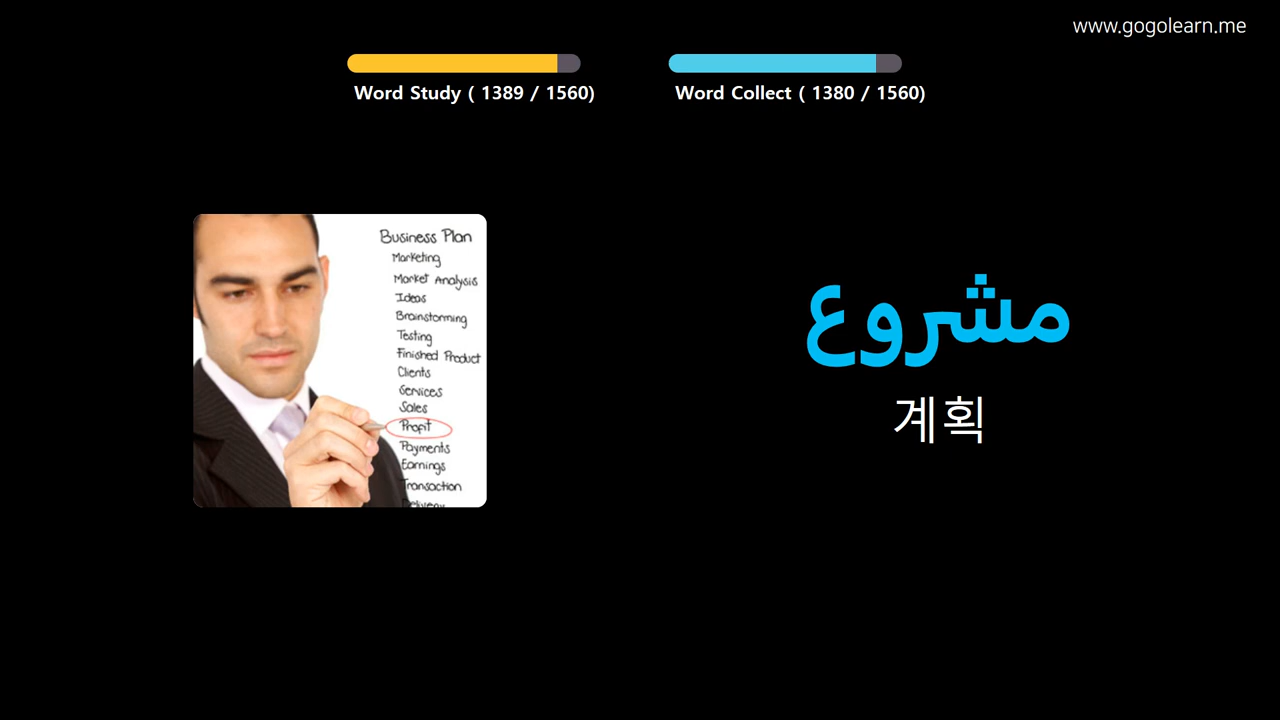 www.gogolearn.me
Word Study ( 1389 / 1560)
Word Collect ( 1380 / 1560)
Business Plan
Marketing
Market Analysis
Ideas
Brainstorming
Testing
Finished Product
Clients
Services
Sales
Profit
Payments
Earnings
Transaction
Delivery
مشروع
계획